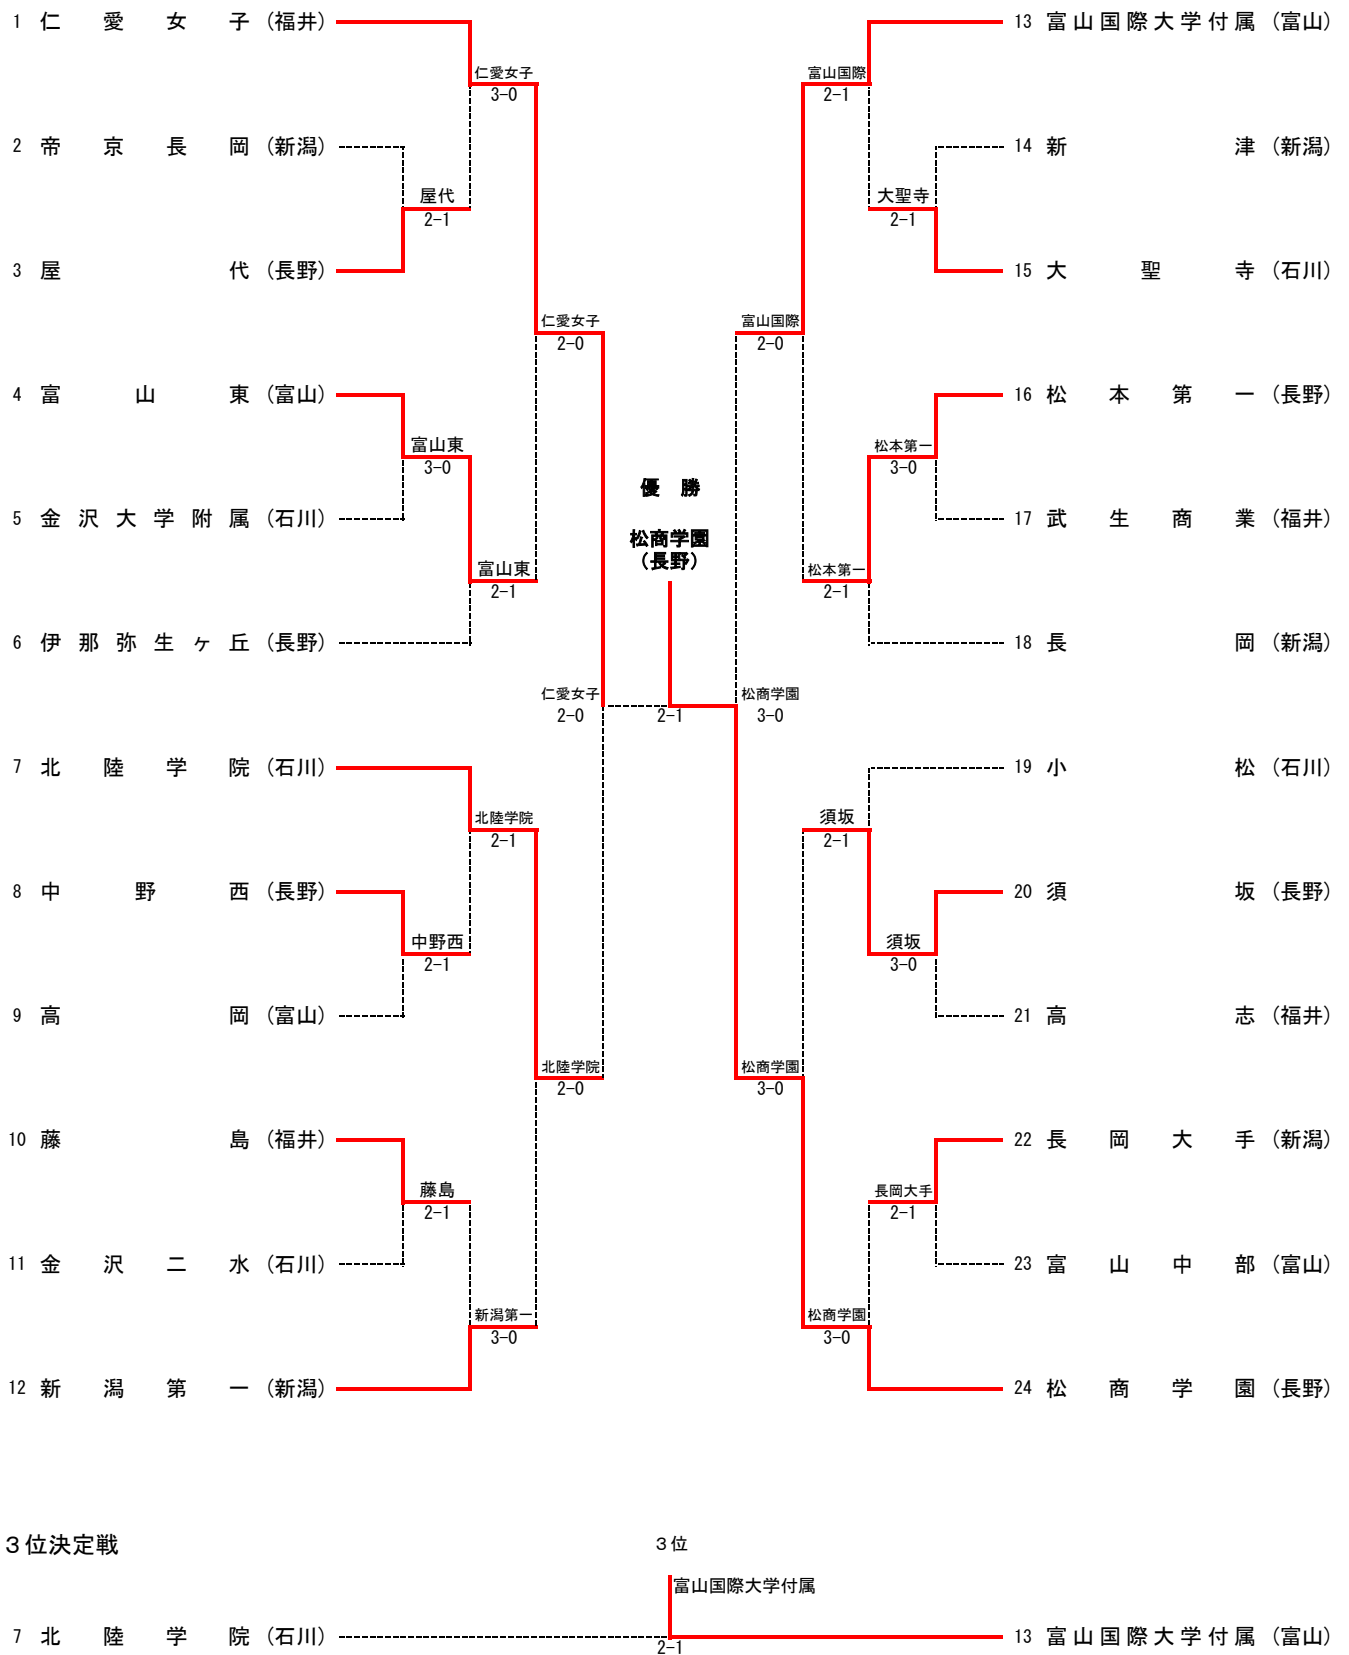 1 仁愛女子 (福井)
13 富山国際大学付属 (富山)
仁愛女子
3-0
富山国際
2-1
2 帝京長岡 (新潟)
14 新津 (新潟)
屋代
2-1
大聖寺
2-1
3 屋代 (長野)
15 大聖寺 (石川)
仁愛女子
2-0
富山国際
2-0
4 富山東 (富山)
16 松本第一 (長野)
富山東
3-0
松本第一
3-0
優 勝
5 金沢大学附属 (石川)
17 武生商業 (福井)
松商学園
(長野)
富山東
2-1
松本第一
2-1
6 伊那弥生ヶ丘 (長野)
18 長岡 (新潟)
仁愛女子
2-0
2-1
松商学園
3-0
7 北陸学院 (石川)
19 小松 (石川)
北陸学院
2-1
須坂
2-1
8 中野西 (長野)
20 須坂 (長野)
中野西
2-1
須坂
3-0
9 高岡 (富山)
21 高志 (福井)
北陸学院
2-0
松商学園
3-0
10 藤島 (福井)
22 長岡大手 (新潟)
藤島
2-1
長岡大手
2-1
11 金沢二水 (石川)
23 富山中部 (富山)
新潟第一
3-0
松商学園
3-0
12 新潟第一 (新潟)
24 松商学園 (長野)
３位決定戦
３位
富山国際大学付属
7 北陸学院 (石川)
2-1
13 富山国際大学付属 (富山)